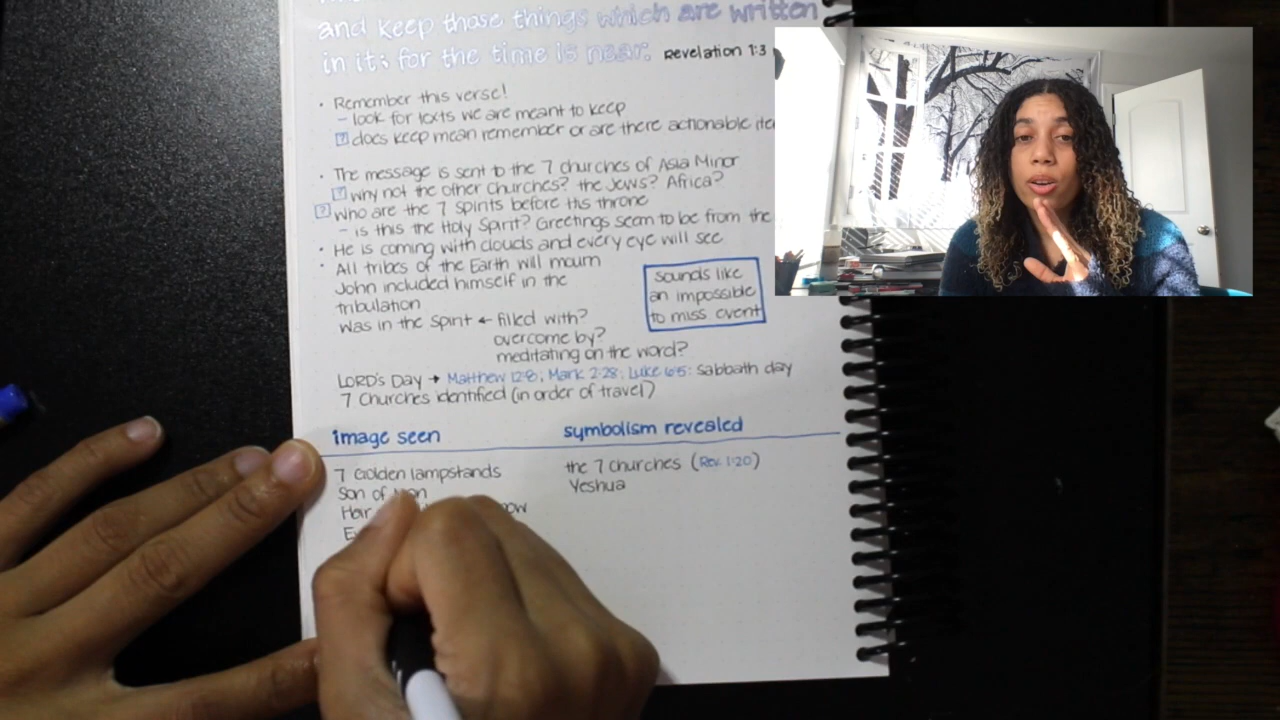 and keep those things which are written
in it; for the time is near. Revelation 1:3
• Remember this verse!
- look for texts we are meant to keep
? does keep mean remember or are there actionable ite
• The message is sent to the 7 churches of Asia Minor
? why not the other churches? the Jews? Africa?
? Who are the 7 spirits before his throne
- is this the Holy Spirit? Greetings seem to be from the
• He is coming with clouds and every eye will see
• All tribes of the Earth will mourn
John included himself in the
tribulation
Was in the Spirit ← filled with?
overcome by?
meditating on the word?
sounds like
an impossible
to miss event
LORD's Day → Matthew 12:8, Mark 2:28, Luke 6:5: Sabbath day
7 Churches identified (in order of travel)
image seen symbolism revealed
7 Golden lampstands the 7 churches (Rev. 1:20)
Son of Man Yeshua
Hair